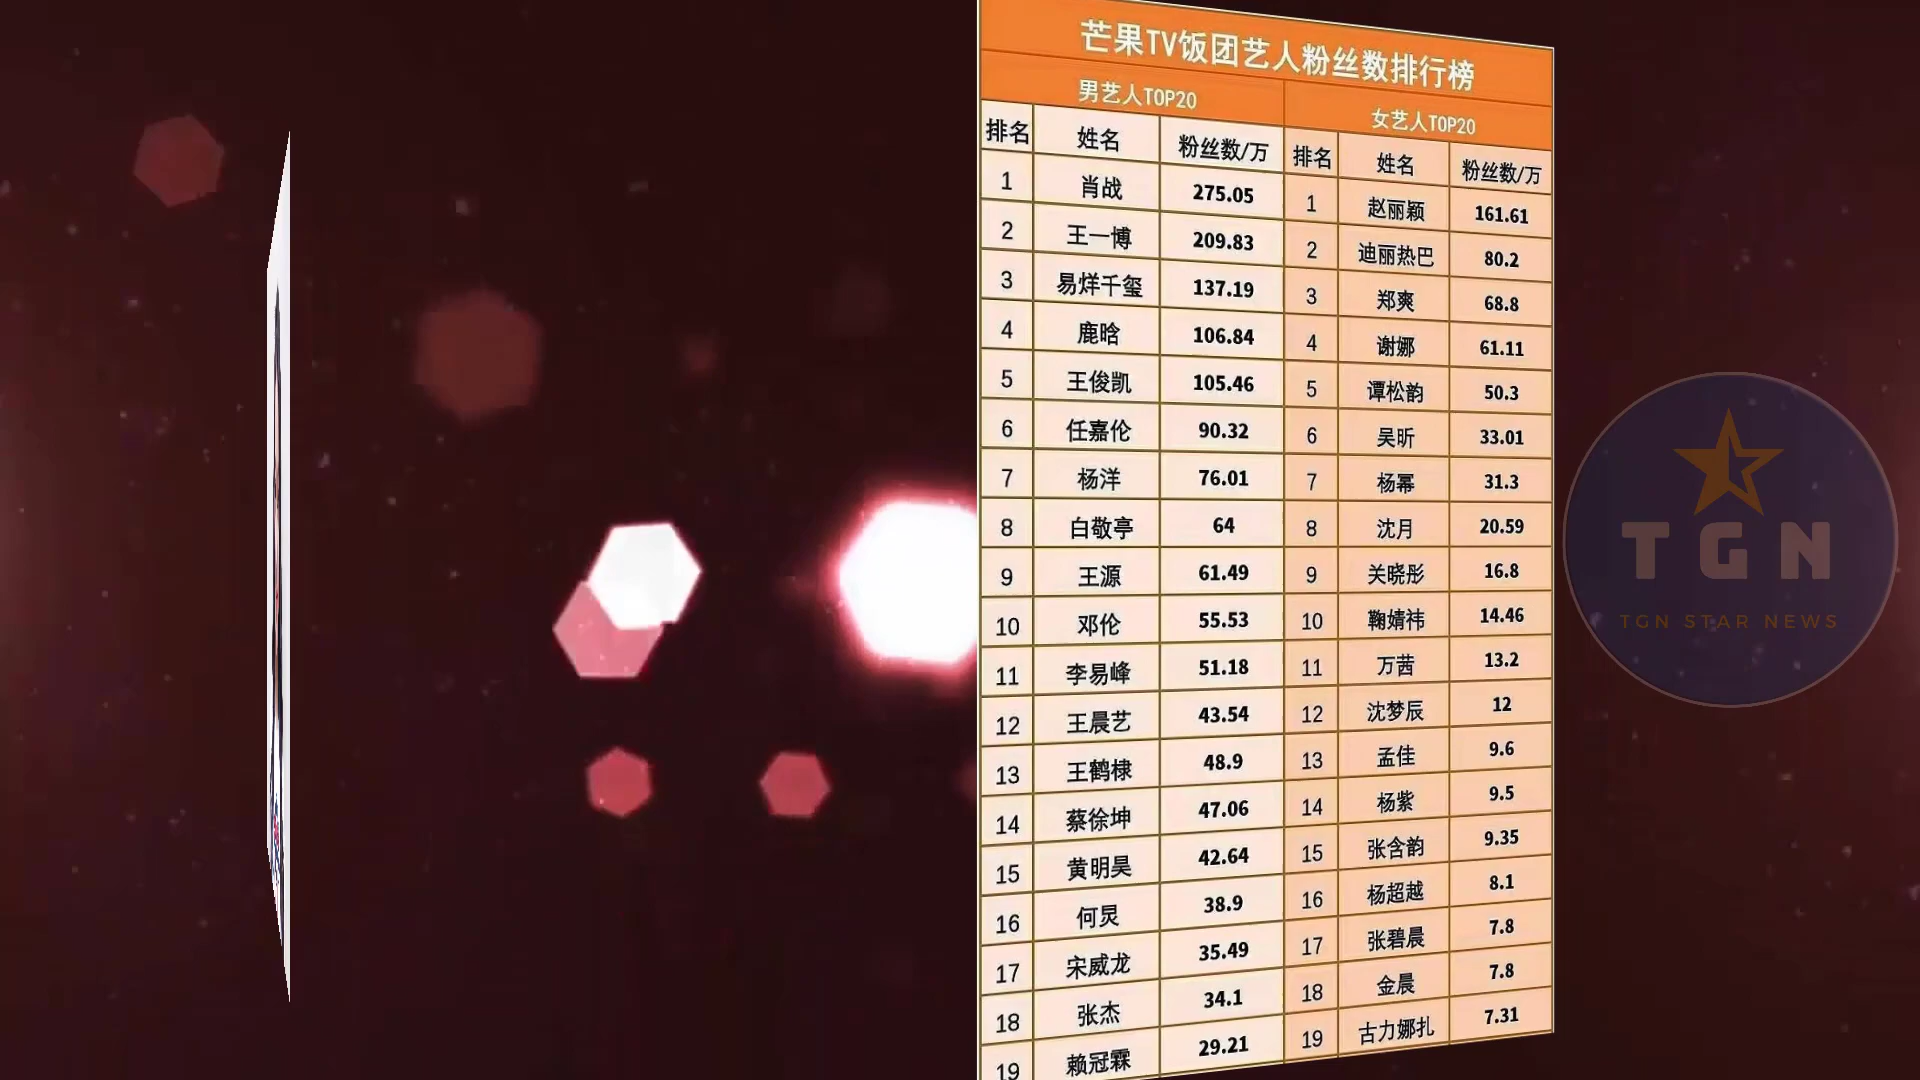 芒果TV饭团艺人粉丝数排行榜
男艺人TOP20 女艺人TOP20
排名 姓名 粉丝数/万 排名 姓名 粉丝数/万
1 肖战 275.05 1 赵丽颖 161.61
2 王一博 209.83 2 迪丽热巴 80.2
3 易烊千玺 137.19 3 郑爽 68.8
4 鹿晗 106.84 4 谢娜 61.11
5 王俊凯 105.46 5 谭松韵 50.3
6 任嘉伦 90.32 6 吴昕 33.01
7 杨洋 76.01 7 杨幂 31.3
8 白敬亭 64 8 沈月 20.59
9 王源 61.49 9 关晓彤 16.8
10 邓伦 55.53 10 鞠婧祎 14.46
11 李易峰 51.18 11 万茜 13.2
12 王晨艺 43.54 12 沈梦辰 12
13 王鹤棣 48.9 13 孟佳 9.6
14 蔡徐坤 47.06 14 杨紫 9.5
15 黄明昊 42.64 15 张含韵 9.35
16 何炅 38.9 16 杨超越 8.1
17 宋威龙 35.49 17 张碧晨 7.8
18 张杰 34.1 18 金晨 7.8
19 赖冠霖 29.21 19 古力娜扎 7.31
TGN
TGN STAR NEWS